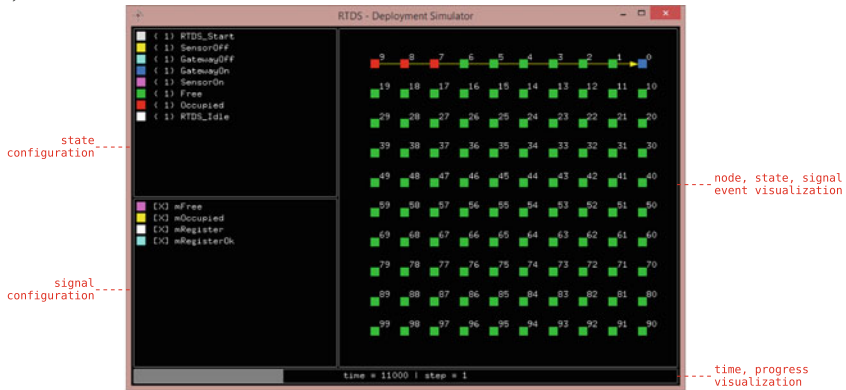 RTDS - Deployment Simulator
( 1) RTDS_Start
( 1) SensorOff
( 1) GatewayOff
( 1) GatewayOn
( 1) SensorOn
( 1) Free
( 1) Occupied
( 1) RTDS_Idle
state
configuration
[X] mFree
[X] mOccupied
[X] mRegister
[X] mRegisterOk
signal
configuration
9 8 7 6 5 4 3 2 1 0
19 18 17 16 15 14 13 12 11 10
29 28 27 26 25 24 23 22 21 20
39 38 37 36 35 34 33 32 31 30
49 48 47 46 45 44 43 42 41 40
59 58 57 56 55 54 53 52 51 50
69 68 67 66 65 64 63 62 61 60
79 78 77 76 75 74 73 72 71 70
89 88 87 86 85 84 83 82 81 80
99 98 97 96 95 94 93 92 91 90
node, state, signal
event visualization
time = 11000 | step = 1
time, progress
visualization